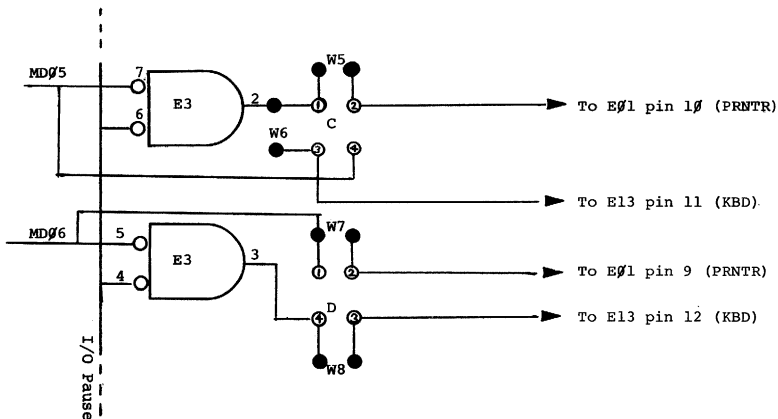 MDØ5
7
E3
6
2
W5
1
2
C
W6
3
4
To EØ1 pin 1Ø (PRNTR)
To E13 pin 11 (KBD)
MDØ6
5
E3
4
3
W7
1
2
To EØ1 pin 9 (PRNTR)
D
4
3
To E13 pin 12 (KBD)
W8
I/O Pause